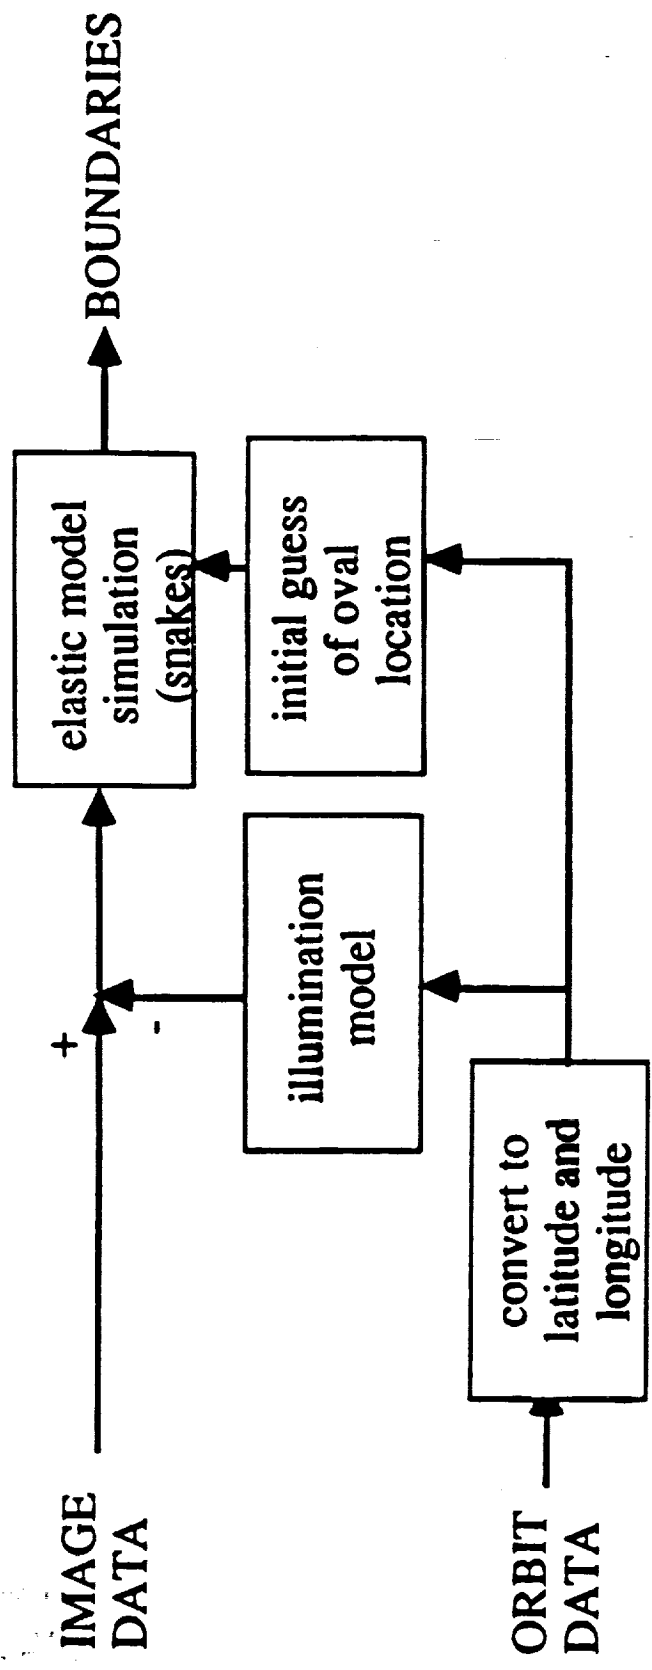 IMAGE
DATA
+
-
elastic model
simulation
(snakes)
BOUNDARIES
illumination
model
initial guess
of oval
location
ORBIT
DATA
convert to
latitude and
longitude